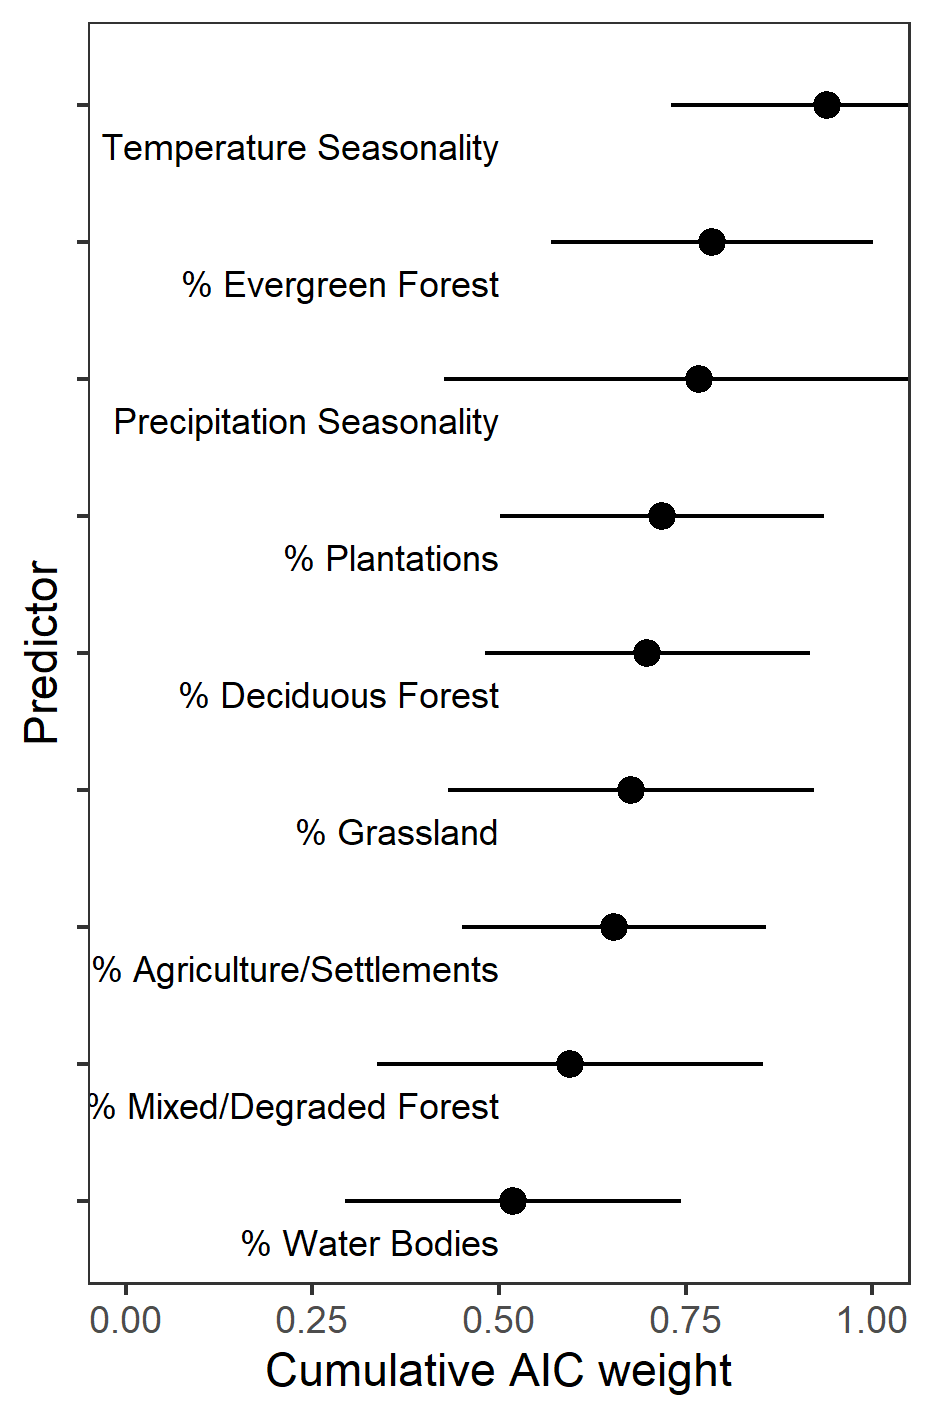 Temperature Seasonality
% Evergreen Forest
Precipitation Seasonality
% Plantations
% Deciduous Forest
% Grassland
% Agriculture/Settlements
% Mixed/Degraded Forest
% Water Bodies
Predictor
0.00 0.25 0.50 0.75 1.00
Cumulative AIC weight